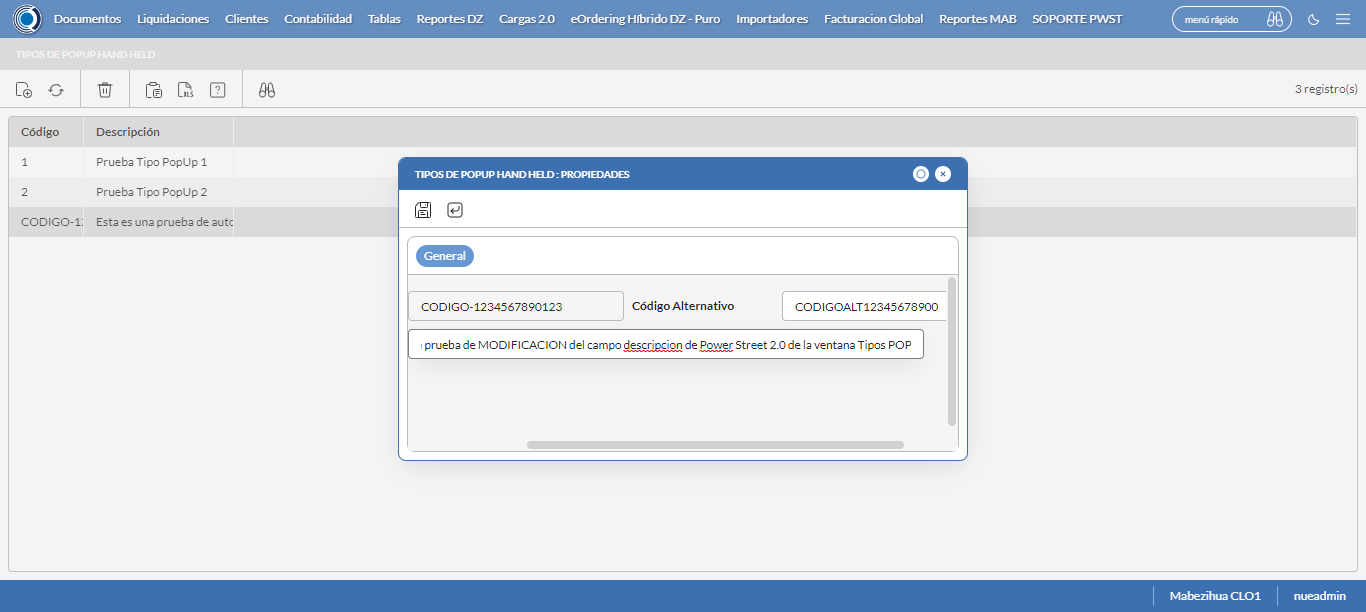 Documentos Liquidaciones Clientes Contabilidad Tablas Reportes DZ Cargas 2.0 eOrdering Híbrido DZ - Puro Importadores Facturacion Global Reportes MAB SOPORTE PWST menú rápido
TIPOS DE POPUP HAND HELD
XLS ? 3 registro(s)
Código Descripción
1 Prueba Tipo PopUp 1
2 Prueba Tipo PopUp 2
CODIGO-12 Esta es una prueba de auto
TIPOS DE POPUP HAND HELD : PROPIEDADES
General
CODIGO-1234567890123 Código Alternativo CODIGOALT12345678900
prueba de MODIFICACION del campo descripcion de Power Street 2.0 de la ventana Tipos POP
Mabezihua CLO1 nueadmin